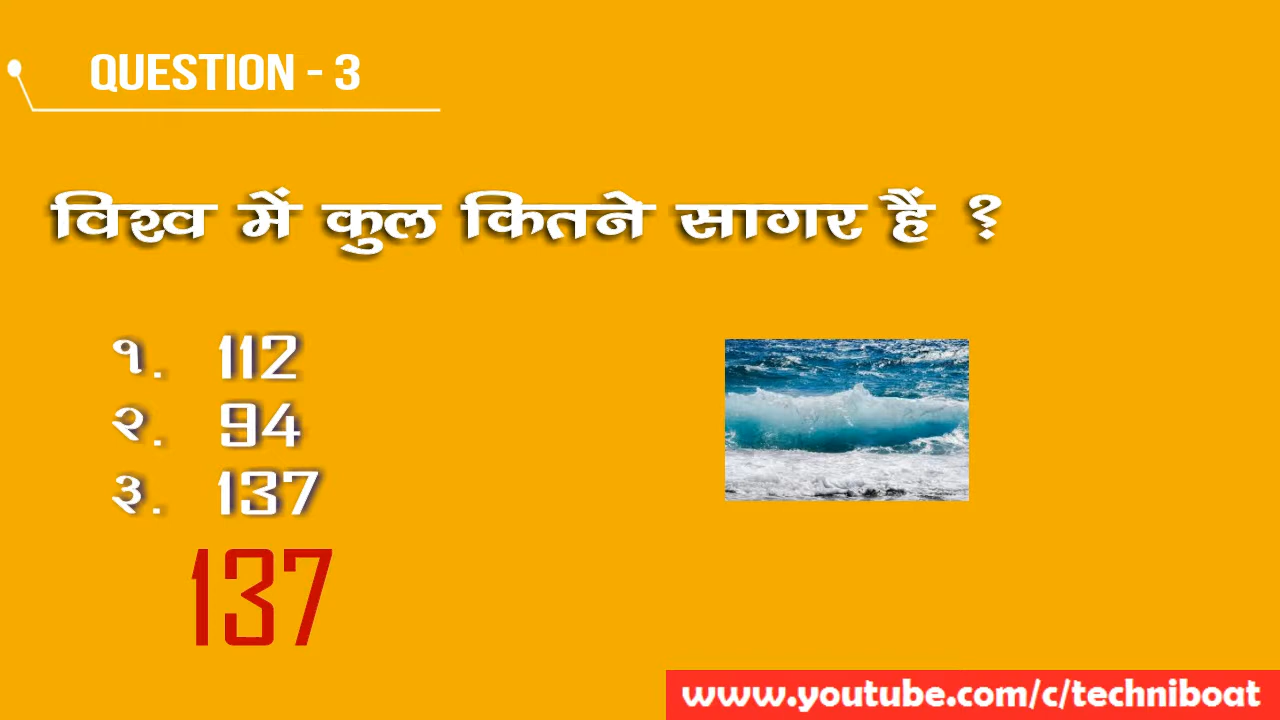 QUESTION - 3
विश्व में कुल कितने सागर हैं ?
१. 112
२. 94
३. 137
137
www.youtube.com/c/techniboat